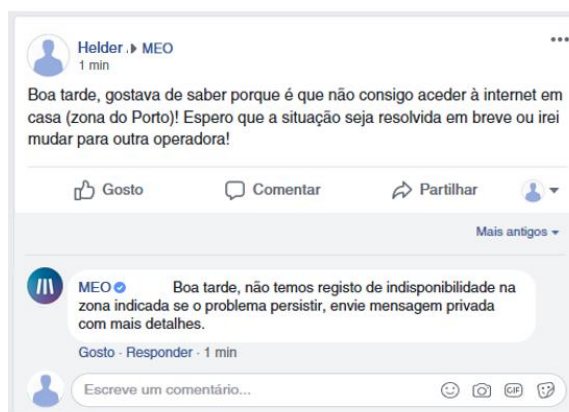 Helder . ▸ MEO
1 min
Boa tarde, gostava de saber porque é que não consigo aceder à internet em
casa (zona do Porto)! Espero que a situação seja resolvida em breve ou irei
mudar para outra operadora!
Gosto Comentar Partilhar
Mais antigos
MEO Boa tarde, não temos registo de indisponibilidade na
zona indicada se o problema persistir, envie mensagem privada
com mais detalhes.
Gosto · Responder · 1 min
Escreve um comentário... GIF